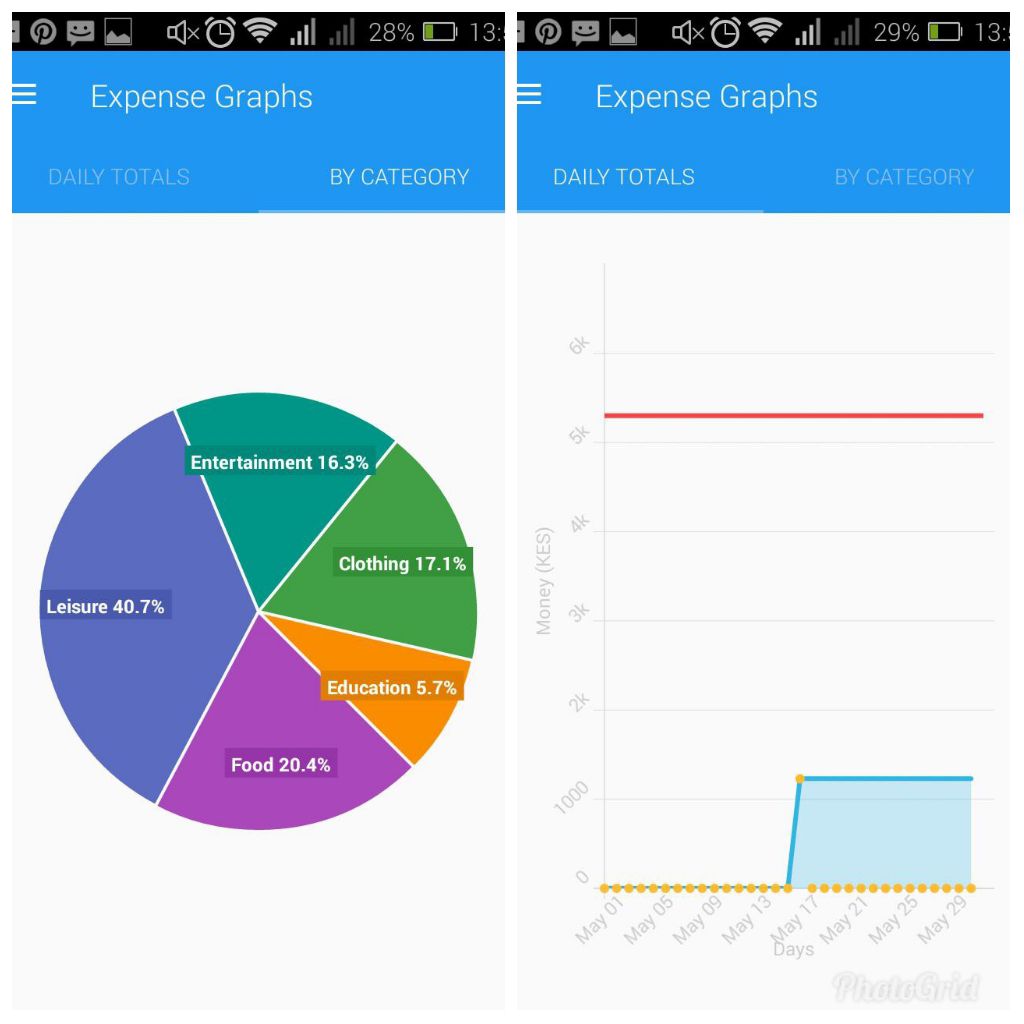 28%
13:5
Expense Graphs
DAILY TOTALS
BY CATEGORY
Entertainment 16.3%
Clothing 17.1%
Leisure 40.7%
Education 5.7%
Food 20.4%
29%
13:5
Expense Graphs
DAILY TOTALS
BY CATEGORY
6k
5k
4k
3k
2k
1000
0
Money (KES)
May 01
May 05
May 09
May 13
May 17
May 21
May 25
May 29
Days
PhotoGrid